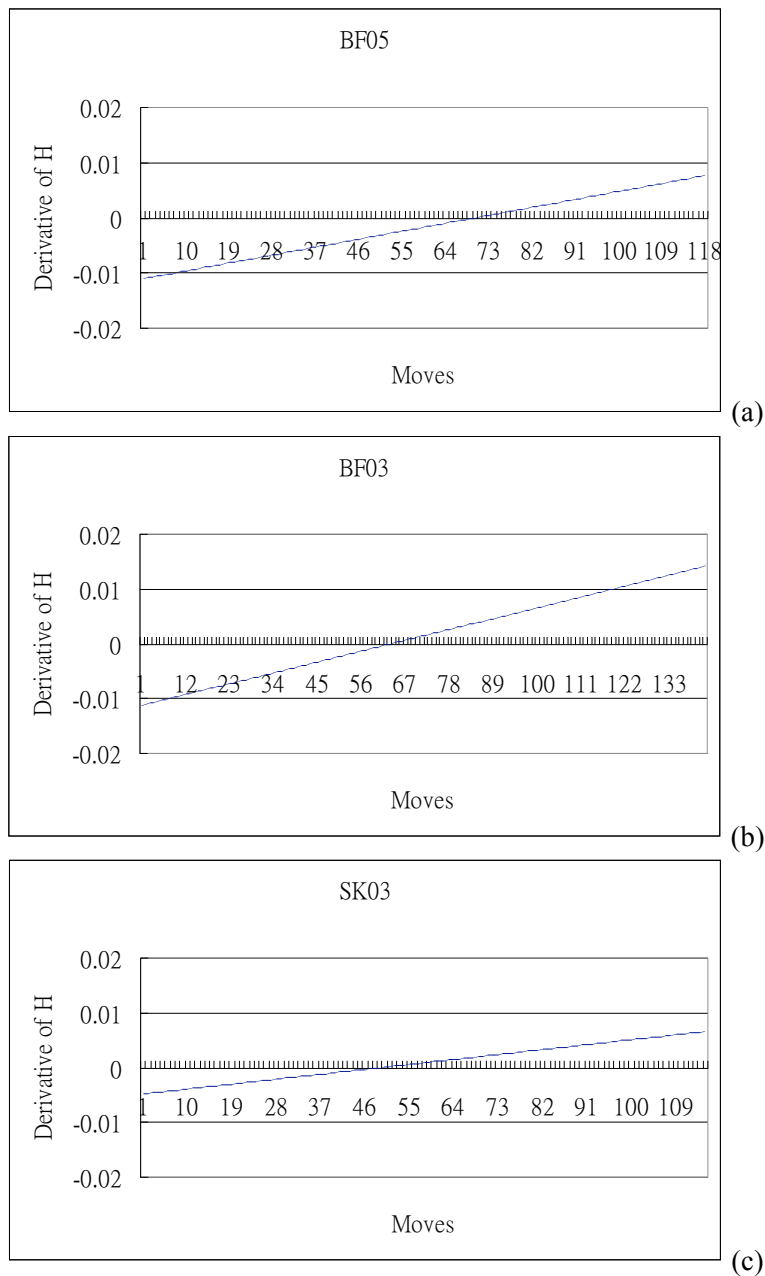 BF05
0.02
0.01
0
1 10 19 28 37 46 55 64 73 82 91 100 109 118
-0.01
-0.02
Derivative of H
Moves
(a)
BF03
0.02
0.01
0
1 12 23 34 45 56 67 78 89 100 111 122 133
-0.01
-0.02
Derivative of H
Moves
(b)
SK03
0.02
0.01
0
1 10 19 28 37 46 55 64 73 82 91 100 109
-0.01
-0.02
Derivative of H
Moves
(c)